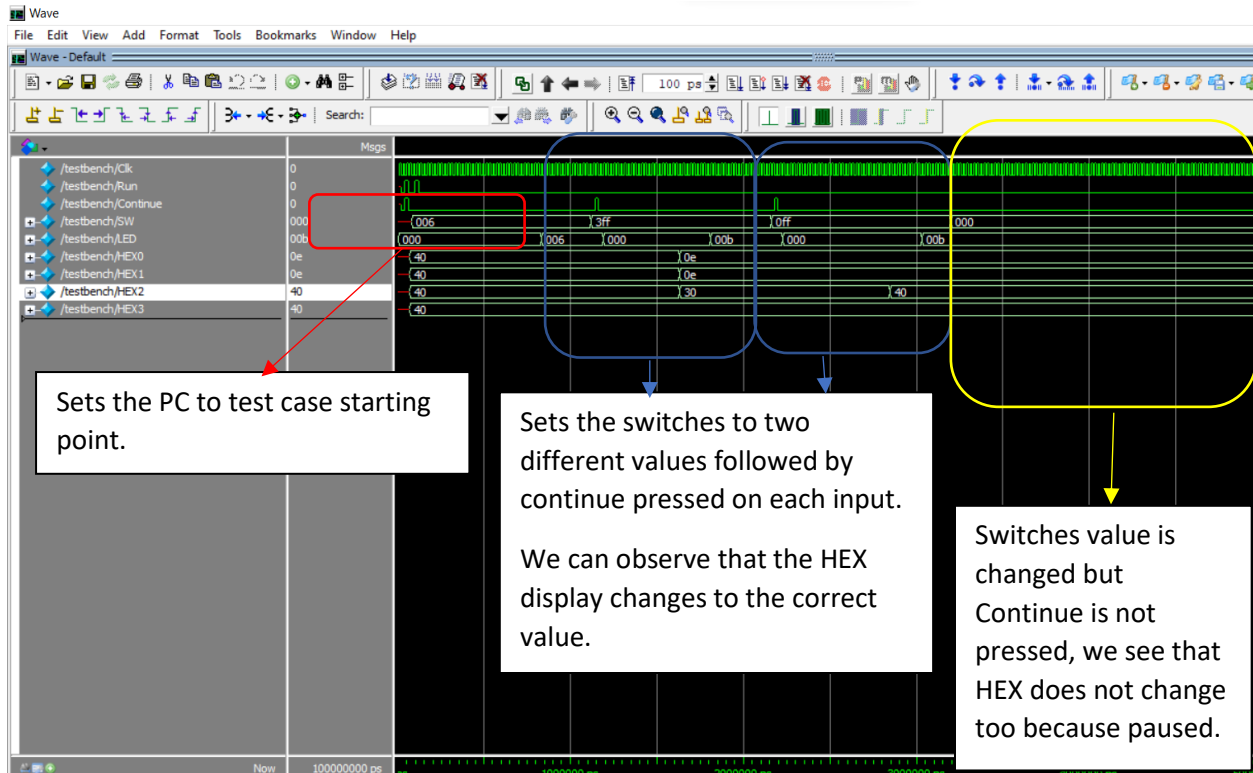 Wave
File Edit View Add Format Tools Bookmarks Window Help
Wave - Default
100 ps
Search:
Msgs
/testbench/Clk 0
/testbench/Run 0
/testbench/Continue 0
/testbench/SW 000 006 3ff 0ff 000
/testbench/LED 00b 000 006 000 00b 000 00b
/testbench/HEX0 0e 40 0e
/testbench/HEX1 0e 40 0e
/testbench/HEX2 40 40 30 40
/testbench/HEX3 40 40
Sets the PC to test case starting
point.
Sets the switches to two
different values followed by
continue pressed on each input.
We can observe that the HEX
display changes to the correct
value.
Switches value is
changed but
Continue is not
pressed, we see that
HEX does not change
too because paused.
Now 100000000 ps